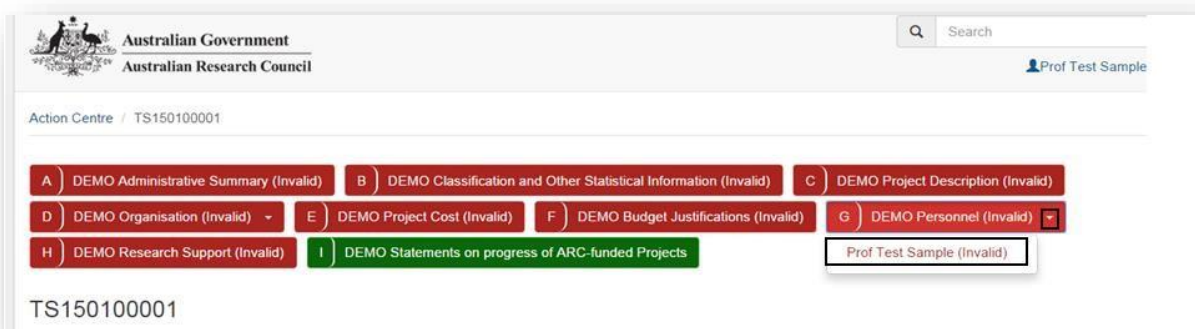 Australian Government
Australian Research Council
Search
Prof Test Sample
Action Centre / TS150100001
A ) DEMO Administrative Summary (Invalid) B ) DEMO Classification and Other Statistical Information (Invalid) C ) DEMO Project Description (Invalid)
D ) DEMO Organisation (Invalid) E ) DEMO Project Cost (Invalid) F ) DEMO Budget Justifications (Invalid) G ) DEMO Personnel (Invalid)
H ) DEMO Research Support (Invalid) I ) DEMO Statements on progress of ARC-funded Projects Prof Test Sample (Invalid)
TS150100001